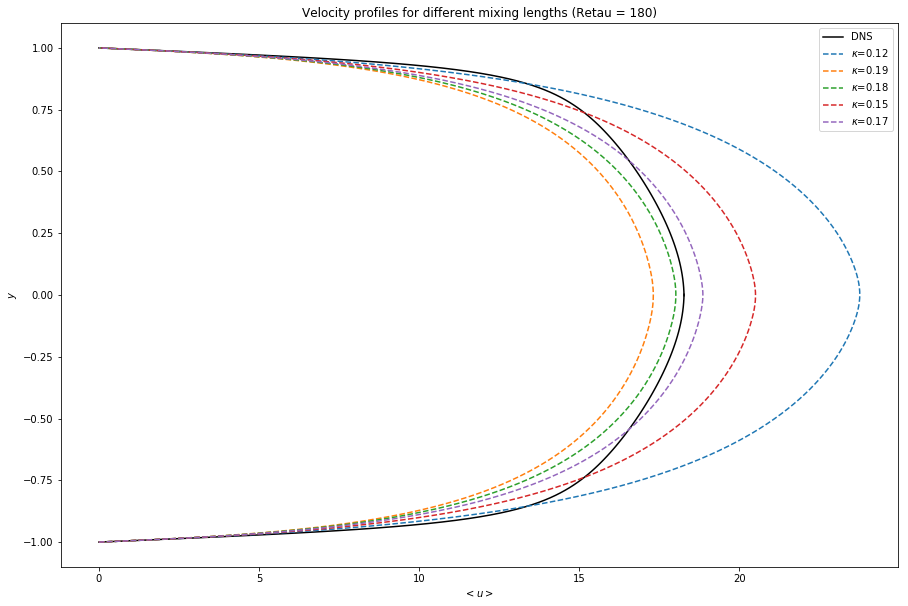 Velocity profiles for different mixing lengths (Retau = 180)
DNS
κ=0.12
κ=0.19
κ=0.18
κ=0.15
κ=0.17
1.00
0.75
0.50
0.25
0.00
−0.25
−0.50
−0.75
−1.00
y
0 5 10 15 20
< u >